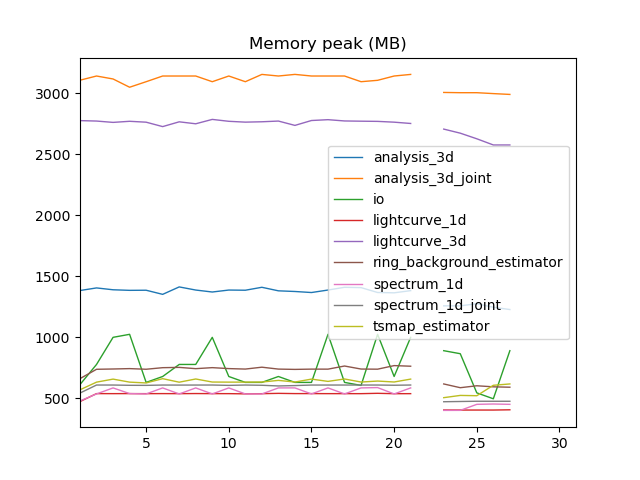 Memory peak (MB)
3000
2500
2000
1500
1000
500
analysis_3d
analysis_3d_joint
io
lightcurve_1d
lightcurve_3d
ring_background_estimator
spectrum_1d
spectrum_1d_joint
tsmap_estimator
5 10 15 20 25 30